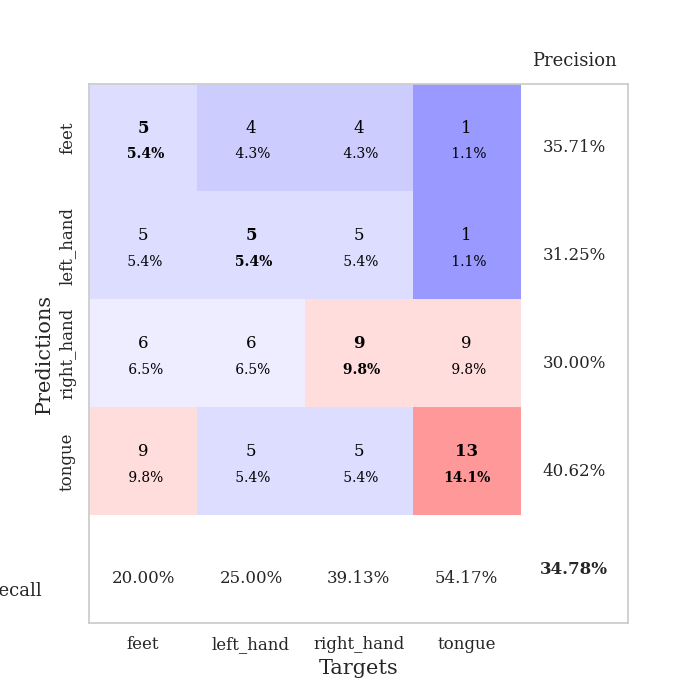 Precision
feet
5 4 4 1
5.4% 4.3% 4.3% 1.1%
35.71%
left_hand
5 5 5 1
5.4% 5.4% 5.4% 1.1%
31.25%
Predictions
right_hand
6 6 9 9
6.5% 6.5% 9.8% 9.8%
30.00%
tongue
9 5 5 13
9.8% 5.4% 5.4% 14.1%
40.62%
ecall
20.00% 25.00% 39.13% 54.17% 34.78%
feet left_hand right_hand tongue
Targets